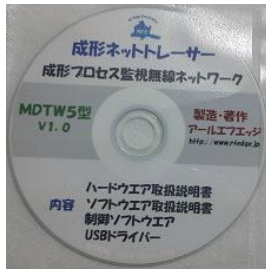 成形ネットトレーサー
成形プロセス監視無線ネットワーク
MDTW5型
V1.0
製造・著作
アールエフエッジ
http://www.rfedge.jp
内容
ハードウエア取扱説明書
ソフトウエア取扱説明書
制御ソフトウエア
USBドライバー